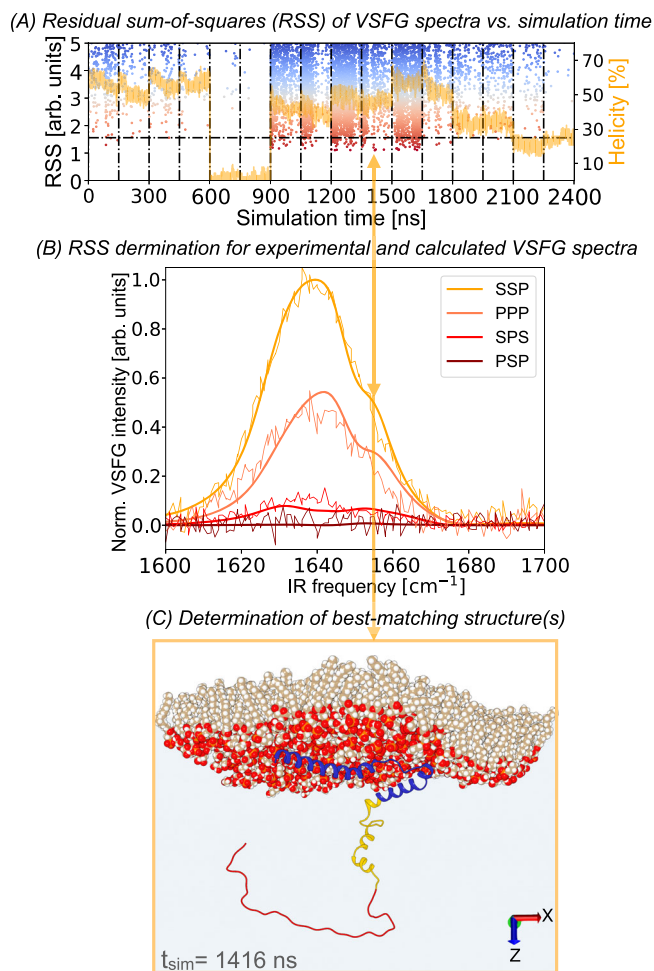 (A) Residual sum-of-squares (RSS) of VSFG spectra vs. simulation time
RSS [arb. units]
5
4
3
2
1
0
70
50
30
10
Helicity [%]
0 300 600 900 1200 1500 1800 2100 2400
Simulation time [ns]
(B) RSS dermination for experimental and calculated VSFG spectra
Norm. VSFG intensity [arb. units]
1.0
0.8
0.6
0.4
0.2
0.0
SSP
PPP
SPS
PSP
1600 1620 1640 1660 1680 1700
IR frequency [cm⁻¹]
(C) Determination of best-matching structure(s)
X
Z
tsim= 1416 ns